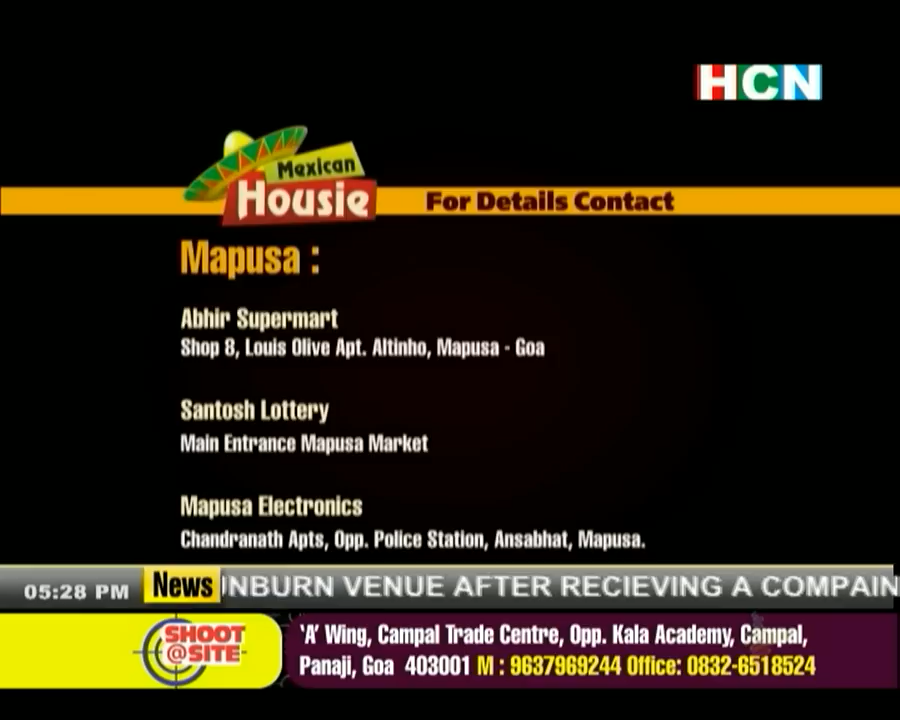 HCN
Mexican
Housie
For Details Contact
Mapusa :
Abhir Supermart
Shop 8, Louis Olive Apt. Altinho, Mapusa - Goa
Santosh Lottery
Main Entrance Mapusa Market
Mapusa Electronics
Chandranath Apts, Opp. Police Station, Ansabhat, Mapusa.
05:28 PM News VENUE AFTER RECIEVING A
SHOOT
@SITE
'A' Wing, Campal Trade Centre, Opp. Kala Academy, Campal,
Panaji, Goa 403001 M : 9637969244 Office: 0832-6518524